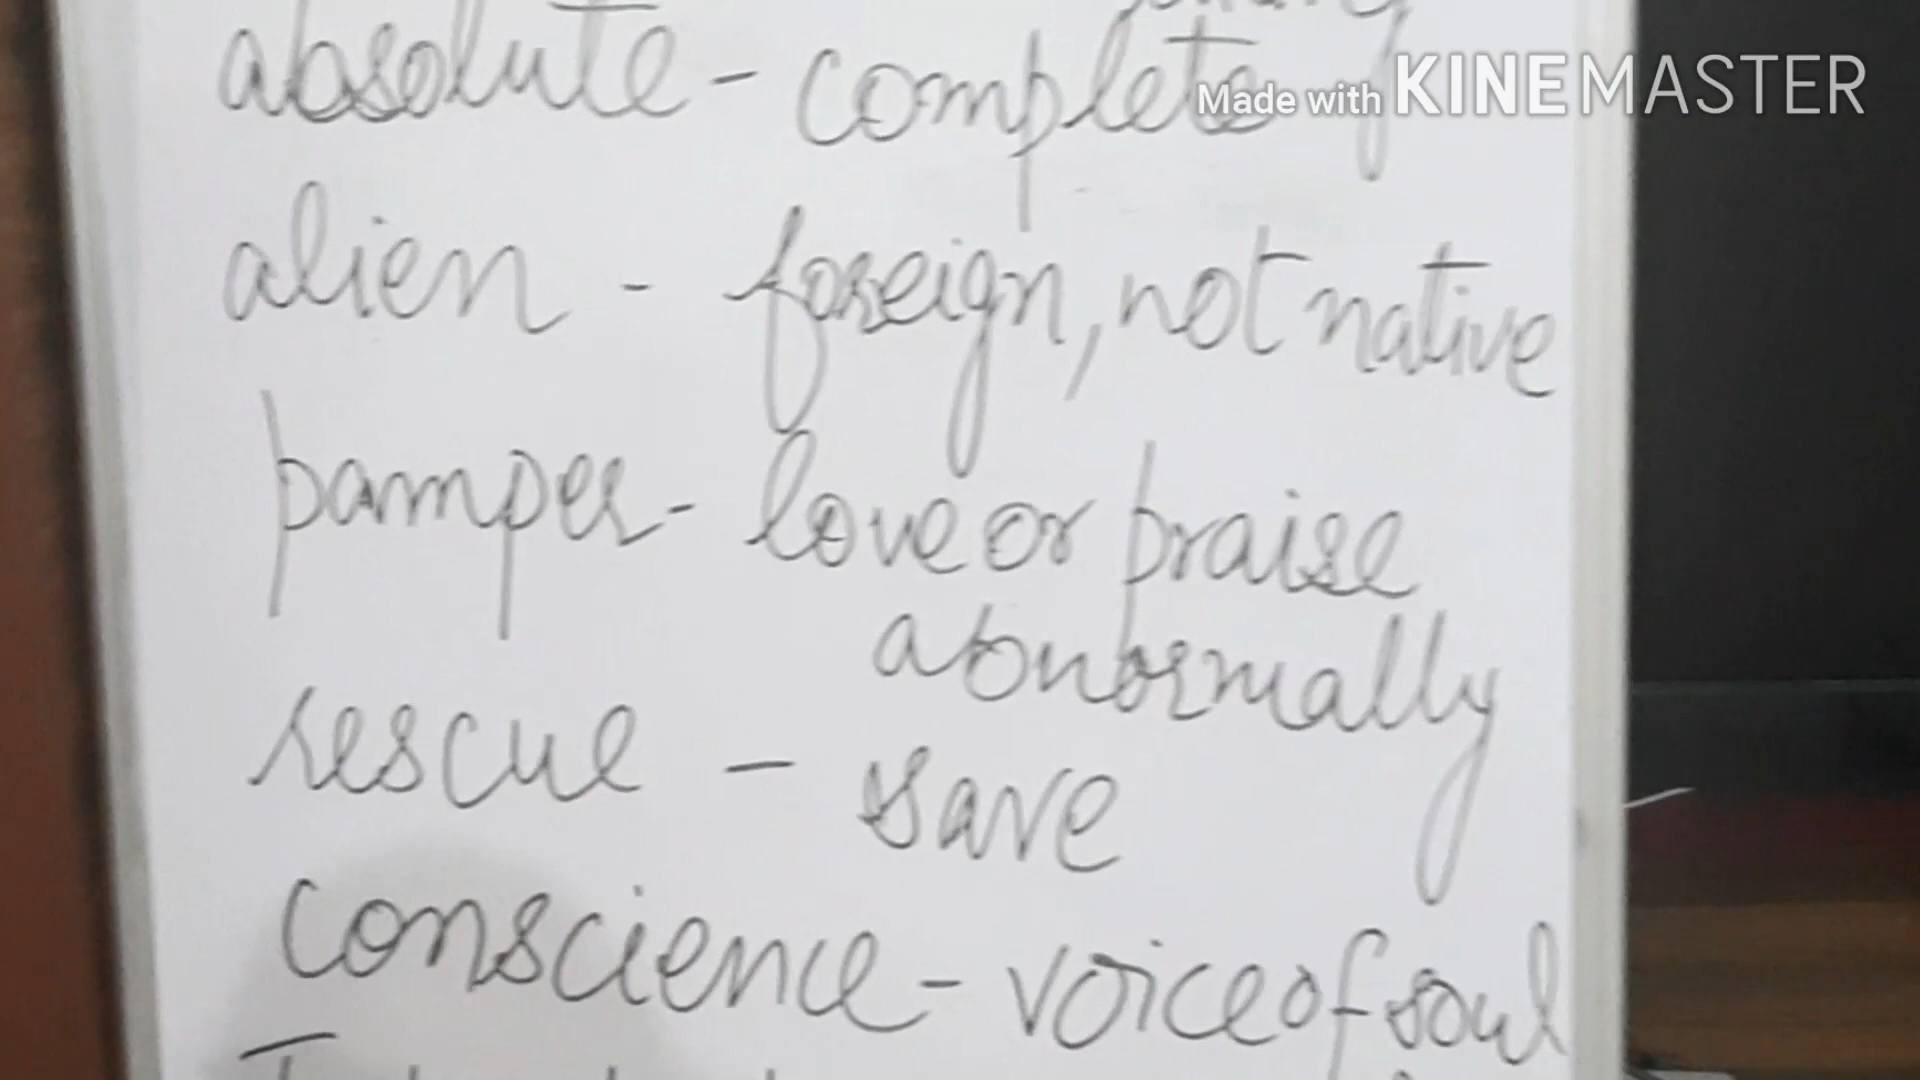 absolute - complete
Made with KINEMASTER
alien - foreign, not native
pamper - love or praise
abnormally
rescue - save
conscience - voice of soul